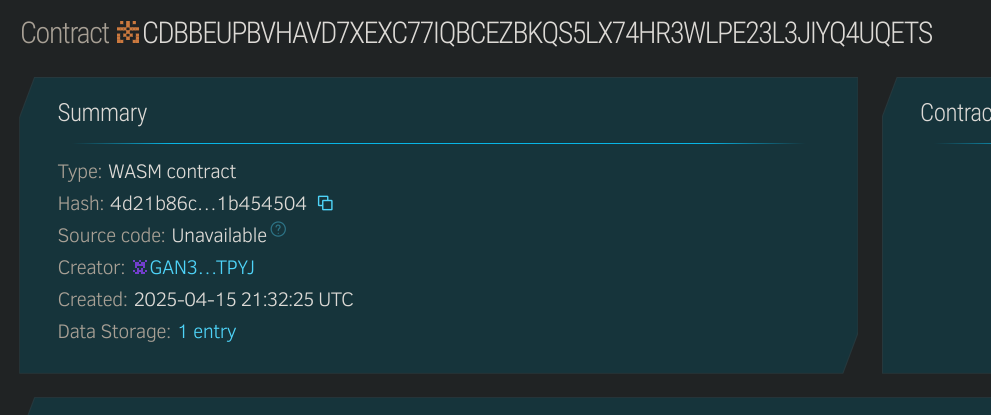 Contract CDBBEUPBVHAVD7XEXC77IQBCEZBKQS5LX74HR3WLPE23L3JIYQ4UQETS
Summary
Contrac
Type: WASM contract
Hash: 4d21b86c…1b454504
Source code: Unavailable ?
Creator: GAN3…TPYJ
Created: 2025-04-15 21:32:25 UTC
Data Storage: 1 entry